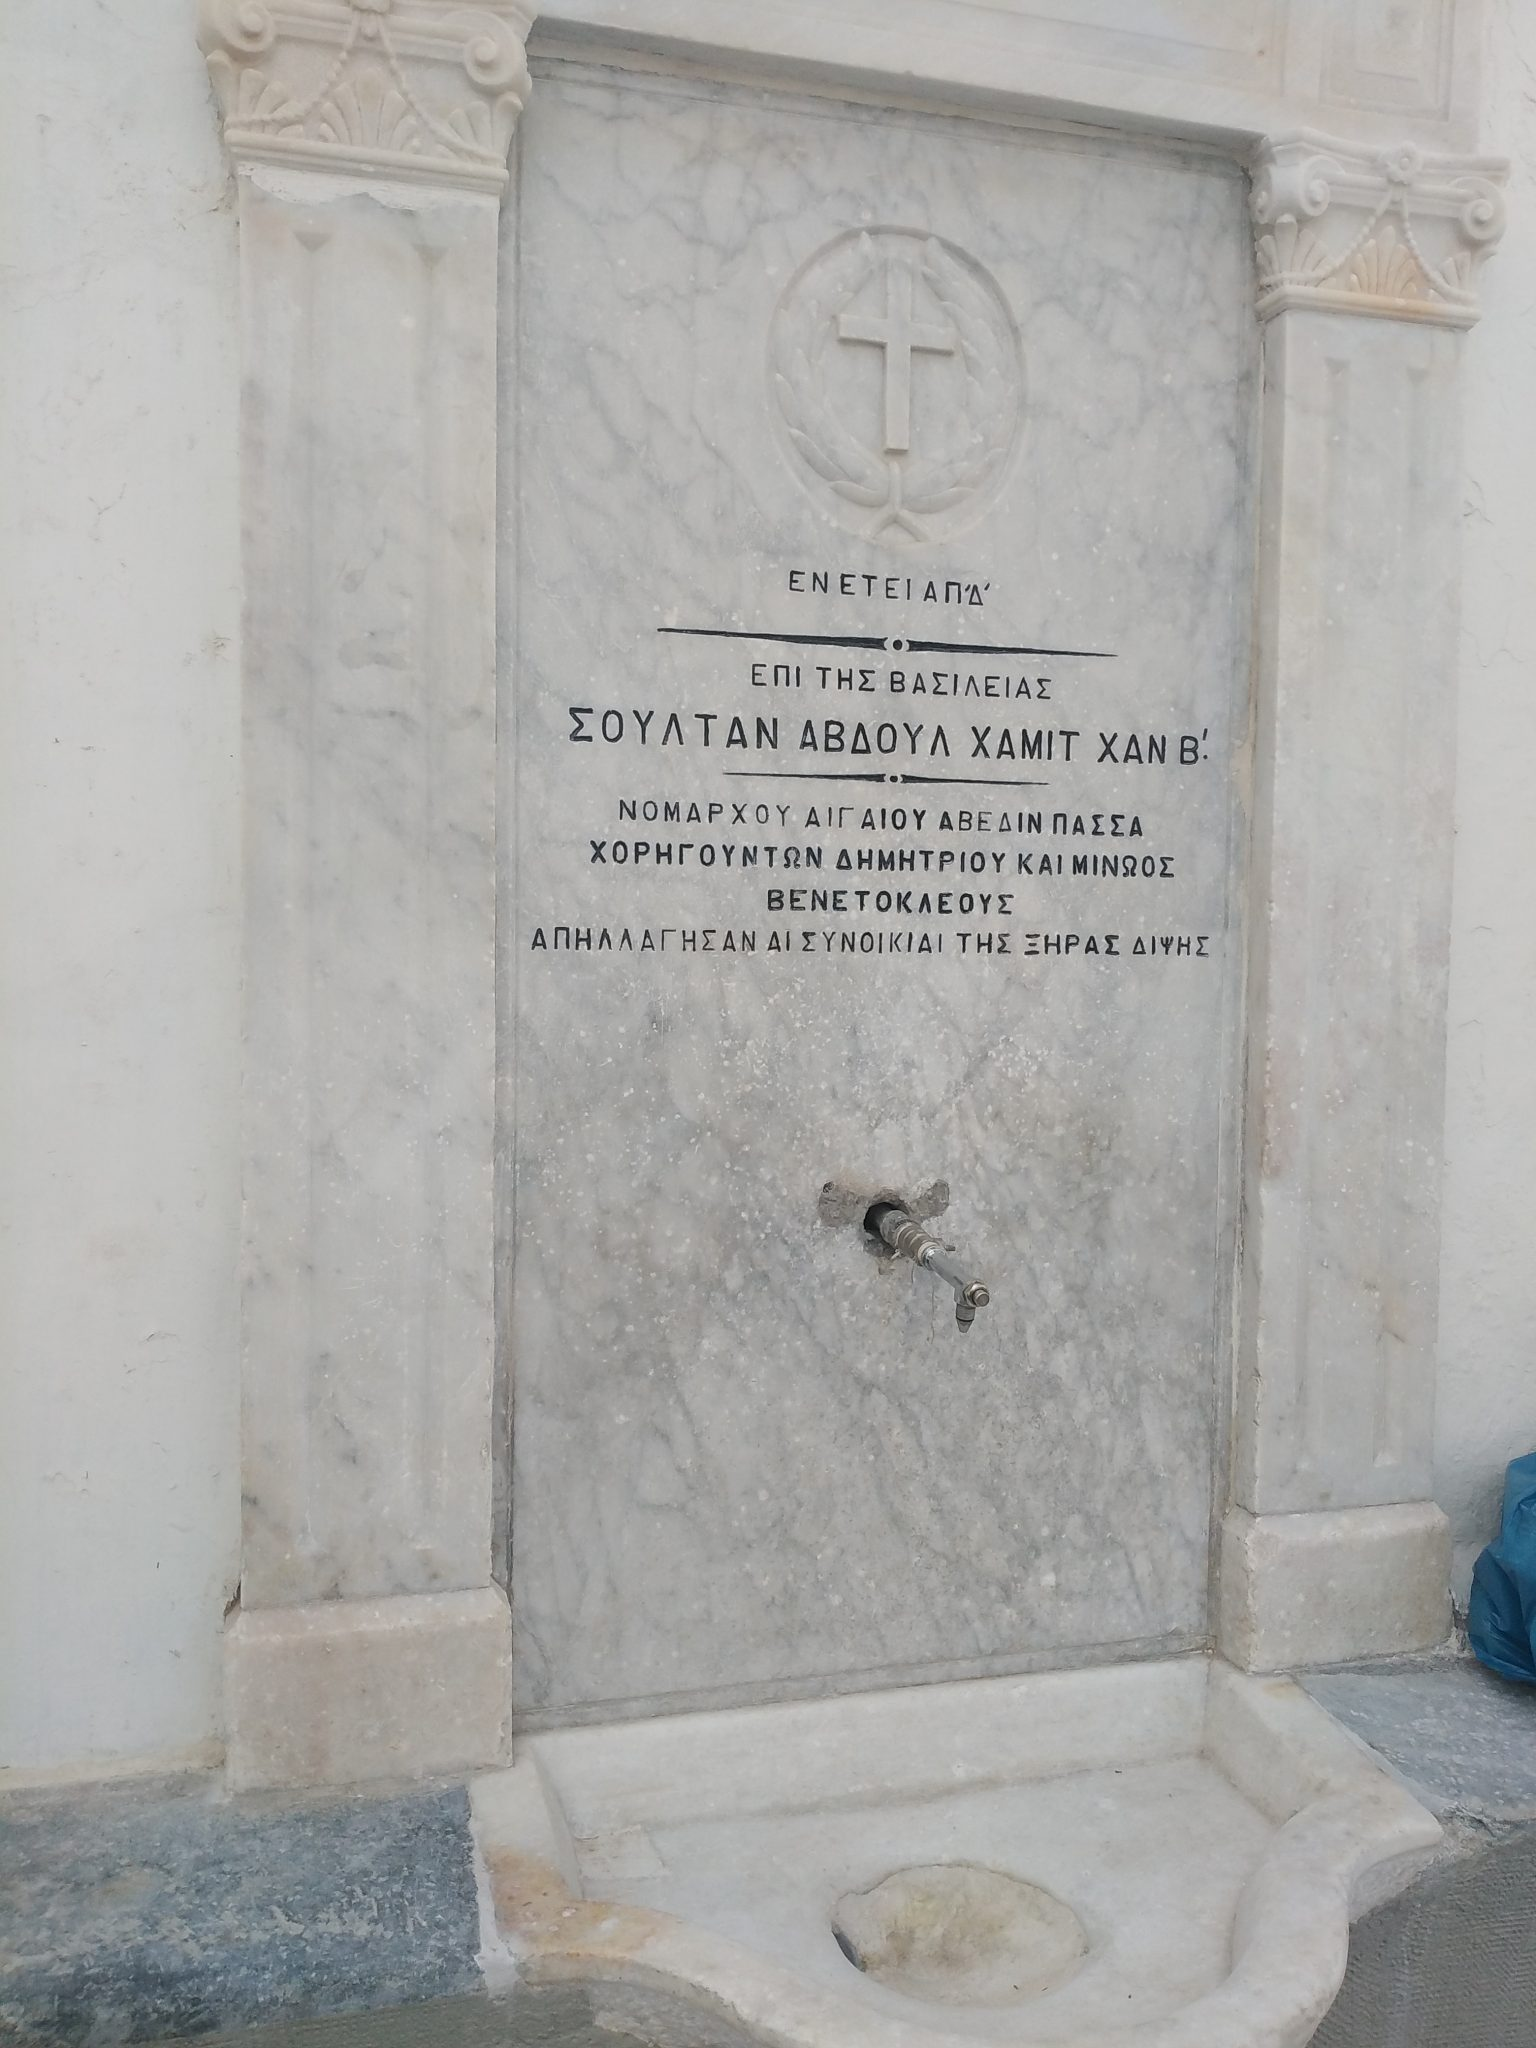 ΕΝ ΕΤΕΙ ΑΠ'Δ'
ΕΠΙ ΤΗΣ ΒΑΣΙΛΕΙΑΣ
ΣΟΥΛΤΑΝ ΑΒΔΟΥΛ ΧΑΜΙΤ ΧΑΝ Β'.
ΝΟΜΑΡΧΟΥ ΑΙΓΑΙΟΥ ΑΒΕΔΙΝ ΠΑΣΣΑ
ΧΟΡΗΓΟΥΝΤΩΝ ΔΗΜΗΤΡΙΟΥ ΚΑΙ ΜΙΝΩΟΣ
ΒΕΝΕΤΟΚΛΕΟΥΣ
ΑΠΗΛΛΑΓΗΣΑΝ ΑΙ ΣΥΝΟΙΚΙΑΙ ΤΗΣ ΞΗΡΑΣ ΔΙΨΗΣ